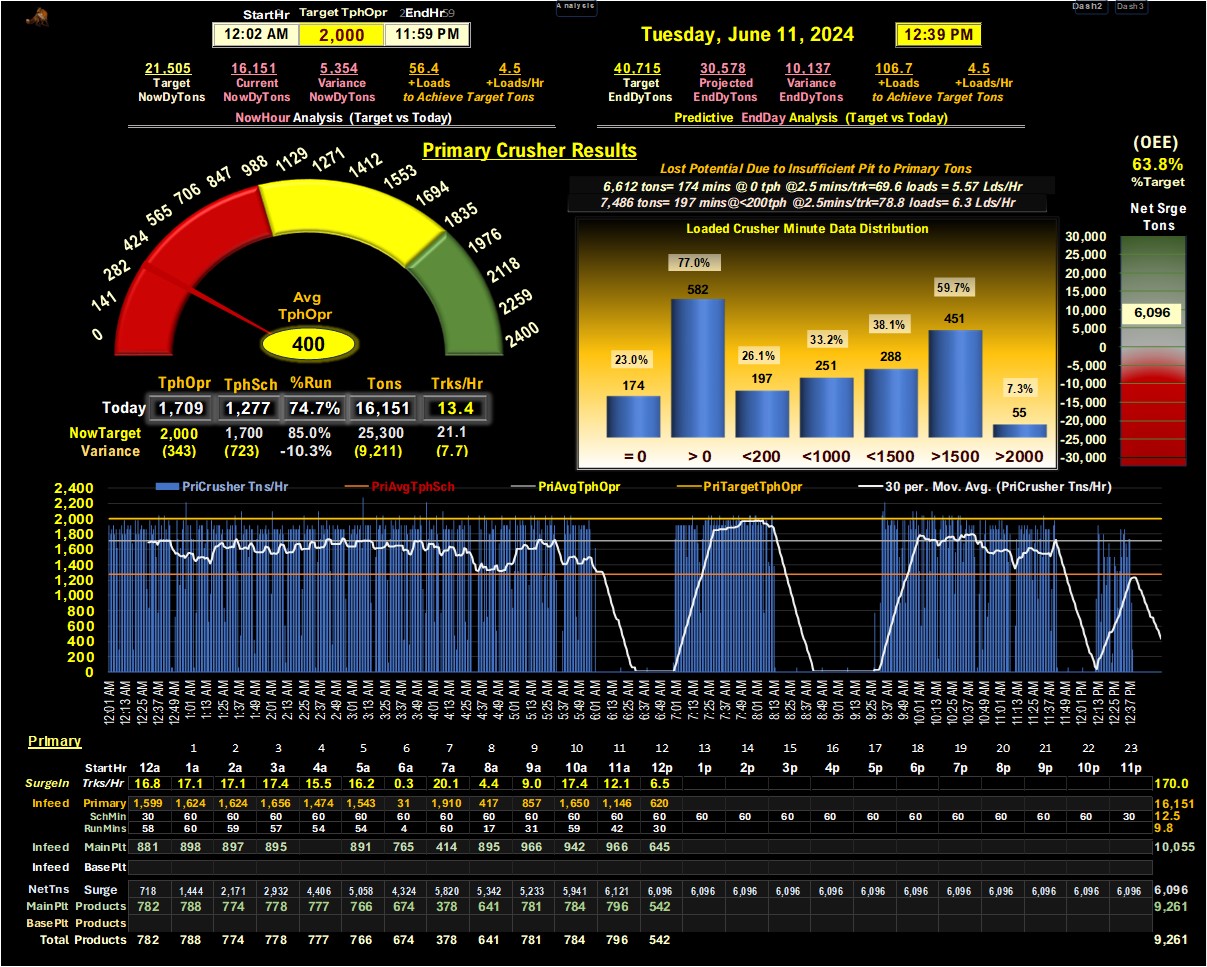 Analysis
Dash2 Dash3
StartHr Target TphOpr EndHr
12:02 AM 2,000 11:59 PM
Tuesday, June 11, 2024 12:39 PM
21,505 16,151 5,354 56.4 4.5
Target Current Variance +Loads +Loads/Hr
NowDyTons NowDyTons NowDyTons to Achieve Target Tons
NowHour Analysis (Target vs Today)
40,715 30,578 10,137 106.7 4.5
Target Projected Variance +Loads +Loads/Hr
EndDyTons EndDyTons EndDyTons to Achieve Target Tons
Predictive EndDay Analysis (Target vs Today)
Primary Crusher Results
0 141 282 424 565 706 847 988 1129 1271 1412 1553 1694 1835 1976 2118 2259 2400
Avg
TphOpr
400
TphOpr TphSch %Run Tons Trks/Hr
Today 1,709 1,277 74.7% 16,151 13.4
NowTarget 2,000 1,700 85.0% 25,300 21.1
Variance (343) (723) -10.3% (9,211) (7.7)
Lost Potential Due to Insufficient Pit to Primary Tons
6,612 tons= 174 mins @ 0 tph @2.5 mins/trk=69.6 loads = 5.57 Lds/Hr
7,486 tons= 197 mins@<200tph @2.5mins/trk=78.8 loads= 6.3 Lds/Hr
Loaded Crusher Minute Data Distribution
23.0% 77.0% 26.1% 33.2% 38.1% 59.7% 7.3%
174 582 197 251 288 451 55
= 0 > 0 <200 <1000 <1500 >1500 >2000
(OEE)
63.8%
%Target
Net Srge
Tons
30,000
25,000
20,000
15,000
10,000
6,096
5,000
0
-5,000
-10,000
-15,000
-20,000
-25,000
-30,000
PriCrusher Tns/Hr PriAvgTphSch PriAvgTphOpr PriTargetTphOpr 30 per. Mov. Avg. (PriCrusher Tns/Hr)
2,400
2,200
2,000
1,800
1,600
1,400
1,200
1,000
800
600
400
200
0
12:01 AM 12:13 AM 12:25 AM 12:37 AM 12:49 AM 1:01 AM 1:13 AM 1:25 AM 1:37 AM 1:49 AM 2:01 AM 2:13 AM 2:25 AM 2:37 AM 2:49 AM 3:01 AM 3:13 AM 3:25 AM 3:37 AM 3:49 AM 4:01 AM 4:13 AM 4:25 AM 4:37 AM 4:49 AM 5:01 AM 5:13 AM 5:25 AM 5:37 AM 5:49 AM 6:01 AM 6:13 AM 6:25 AM 6:37 AM 6:49 AM 7:01 AM 7:13 AM 7:25 AM 7:37 AM 7:49 AM 8:01 AM 8:13 AM 8:25 AM 8:37 AM 8:49 AM 9:01 AM 9:13 AM 9:25 AM 9:37 AM 9:49 AM 10:01 AM 10:13 AM 10:25 AM 10:37 AM 10:49 AM 11:01 AM 11:13 AM 11:25 AM 11:37 AM 11:49 AM 12:01 PM 12:13 PM 12:25 PM 12:37 PM
Primary
1 2 3 4 5 6 7 8 9 10 11 12 13 14 15 16 17 18 19 20 21 22 23
StartHr 12a 1a 2a 3a 4a 5a 6a 7a 8a 9a 10a 11a 12p 1p 2p 3p 4p 5p 6p 7p 8p 9p 10p 11p
SurgeIn Trks/Hr 16.8 17.1 17.1 17.4 15.5 16.2 0.3 20.1 4.4 9.0 17.4 12.1 6.5 170.0
Infeed Primary 1,599 1,624 1,624 1,656 1,474 1,543 31 1,910 417 857 1,650 1,146 620 16,151
SchMin 30 60 60 60 60 60 60 60 60 60 60 60 60 60 60 60 60 60 60 60 60 60 60 30 12.5
RunMins 58 60 59 57 54 54 4 60 17 31 59 42 30 9.8
Infeed MainPlt 881 898 897 895 891 765 414 895 966 942 966 645 10,055
Infeed BasePlt
NetTns Surge 718 1,444 2,171 2,932 4,406 5,058 4,324 5,820 5,342 5,233 5,941 6,121 6,096 6,096 6,096 6,096 6,096 6,096 6,096 6,096 6,096 6,096 6,096 6,096 6,096
MainPlt Products 782 788 774 778 777 766 674 378 641 781 784 796 542 9,261
BasePlt Products
Total Products 782 788 774 778 777 766 674 378 641 781 784 796 542 9,261